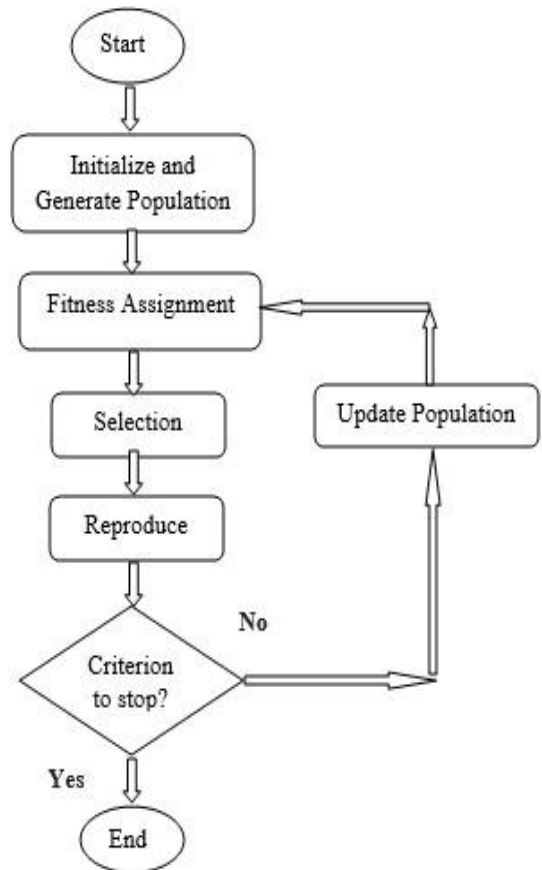 Start
Initialize and
Generate Population
Fitness Assignment
Selection
Update Population
Reproduce
No
Criterion
to stop?
Yes
End